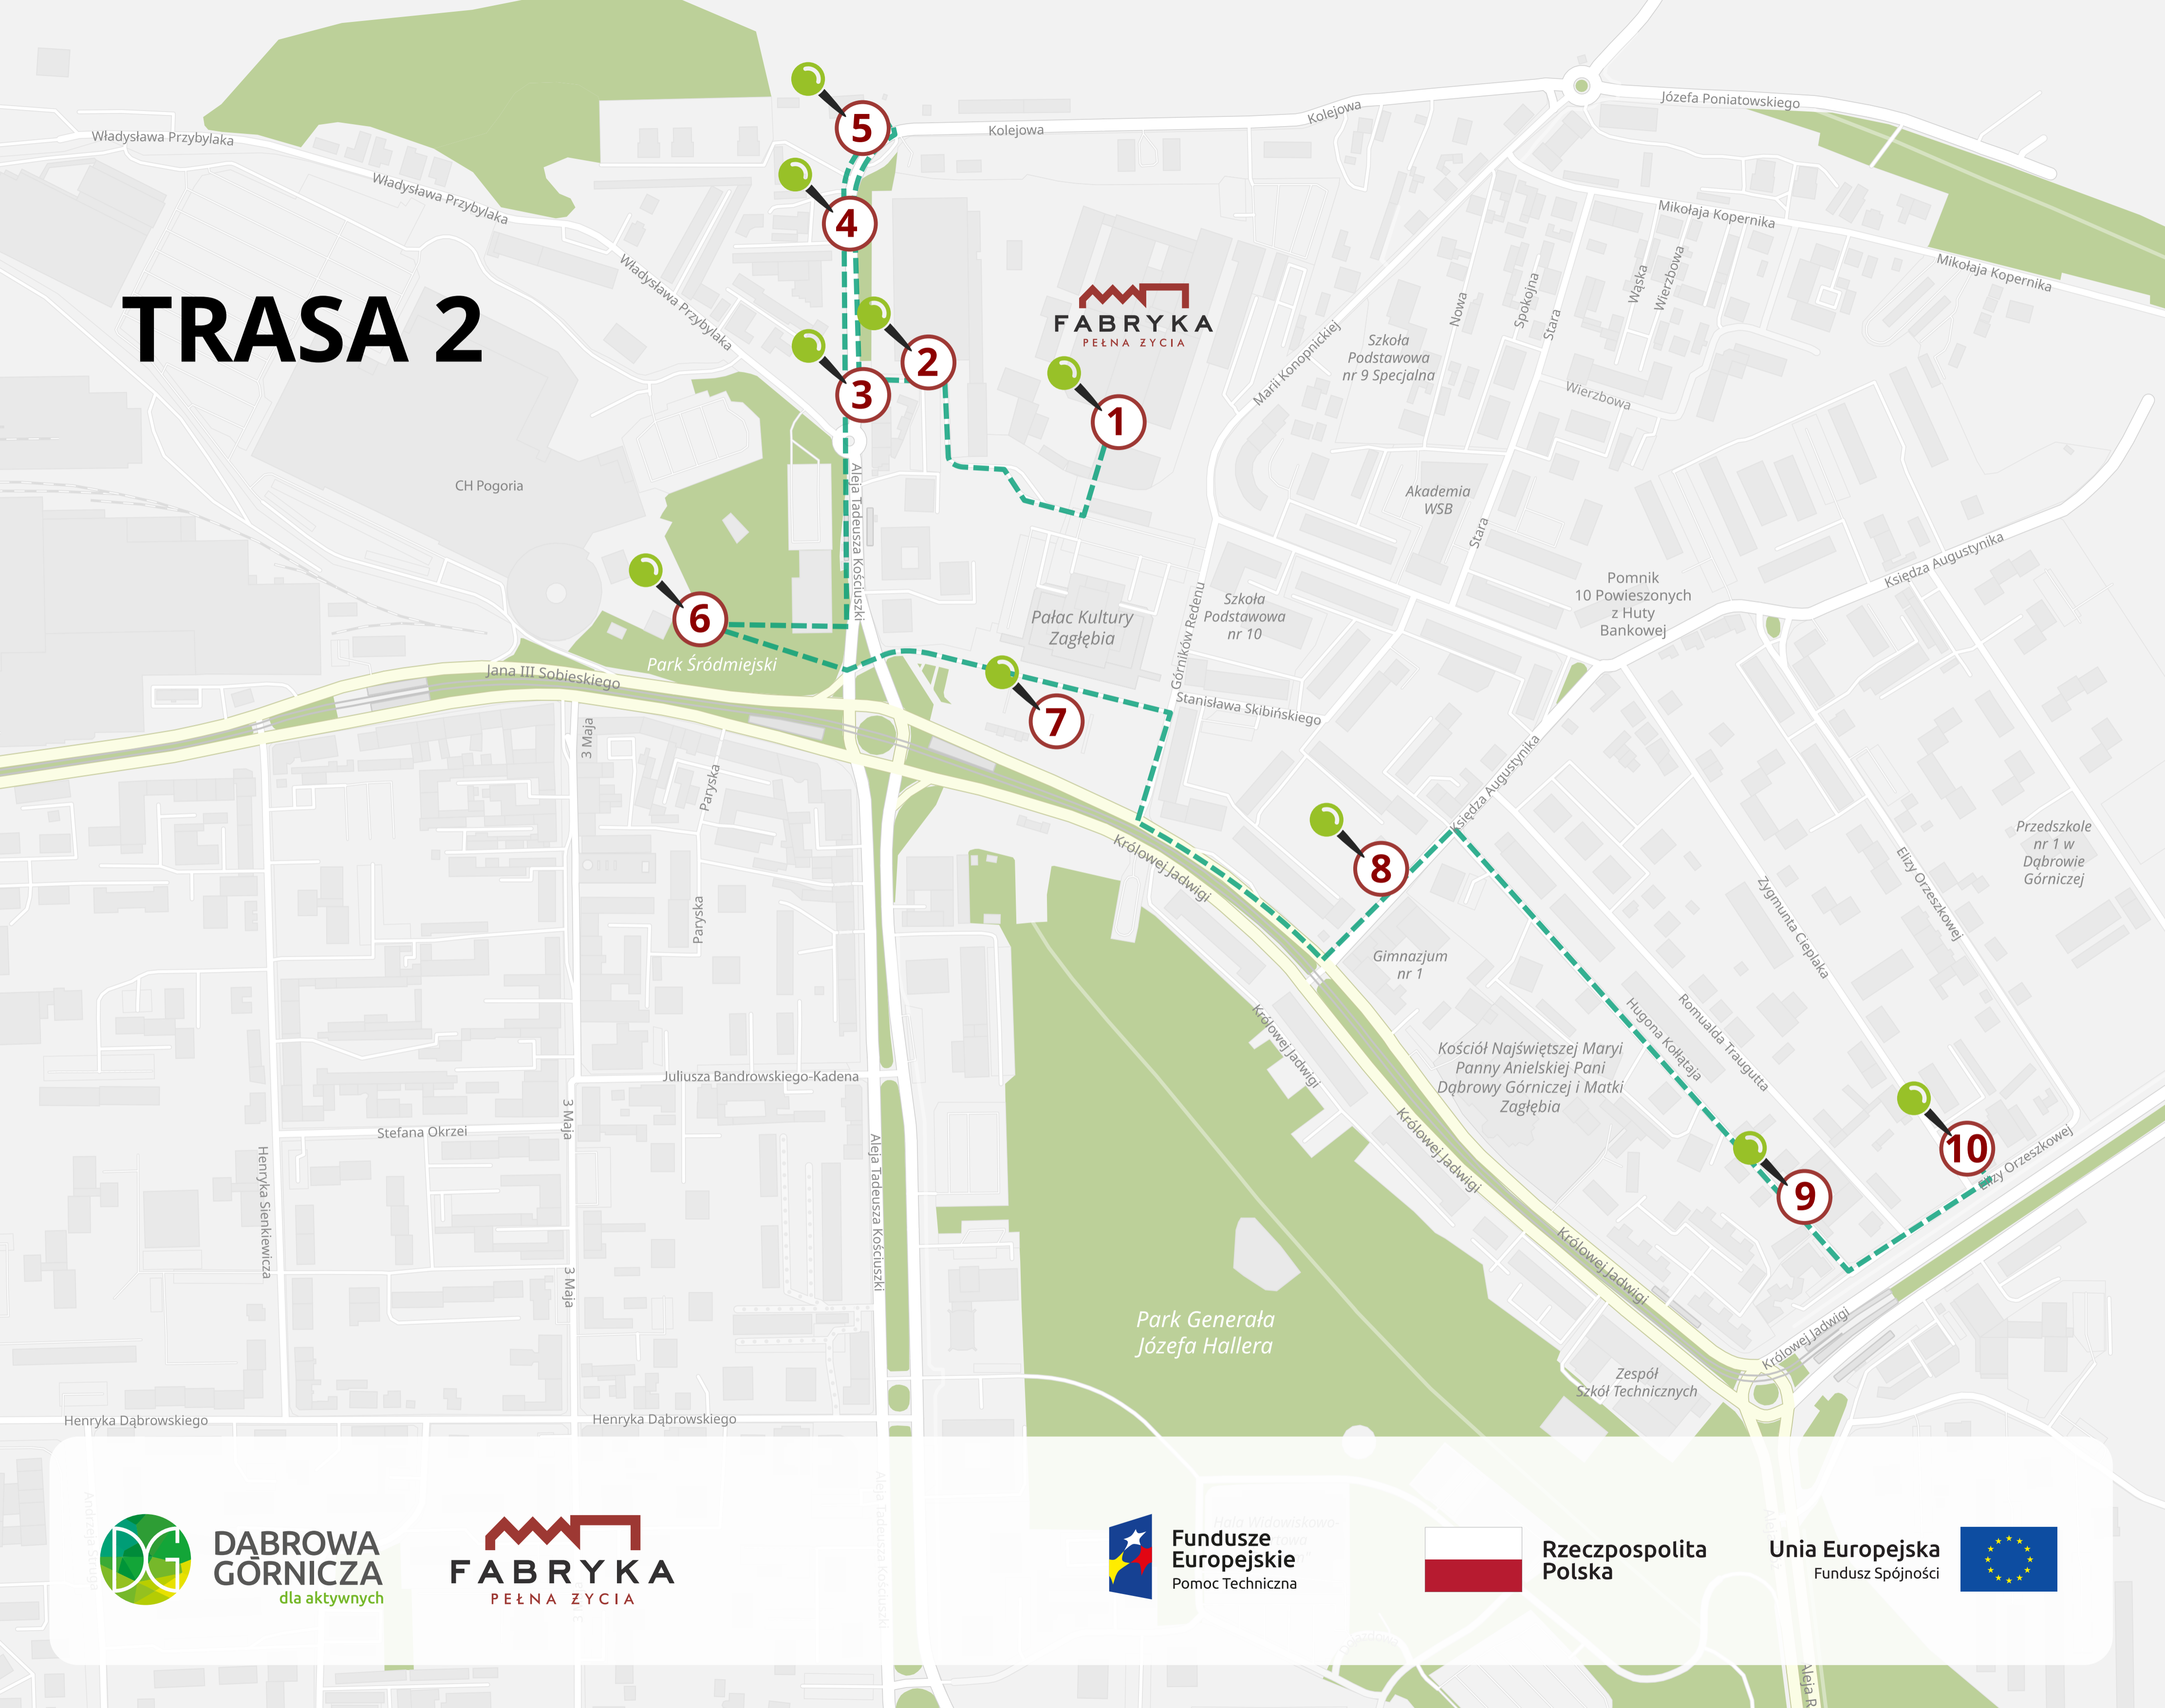 Władysława Przybylaka
Kolejowa
Kolejowa
Józefa Poniatowskiego
5
Władysława Przybylaka
4
Mikołaja Kopernika
Mikołaja Kopernika
Władysława Przybylaka
TRASA 2
FABRYKA
PEŁNA ŻYCIA
Nowa
Spokojna
Stara
Wąska
Wierzbowa
Marii Konopnickiej
Szkoła
Podstawowa
nr 9 Specjalna
2
3
1
Wierzbowa
CH Pogoria
Aleja Tadeusza Kościuszki
Akademia
WSB
Stara
Księdza Augustynika
Pomnik
10 Powieszonych
z Huty
Bankowej
6
Pałac Kultury
Zagłębia
Górników Redenu
Szkoła
Podstawowa
nr 10
Park Śródmiejski
Jana III Sobieskiego
7
Stanisława Skibińskiego
3 Maja
Paryska
Księdza Augustynika
Królowej Jadwigi
8
Przedszkole
nr 1 w
Dąbrowie
Górniczej
Elizy Orzeszkowej
Zygmunta Cieplaka
Paryska
Gimnazjum
nr 1
Hugona Kołłątaja
Romualda Traugutta
Królowej Jadwigi
Kościół Najświętszej Maryi
Panny Anielskiej Pani
Dąbrowy Górniczej i Matki
Zagłębia
Juliusza Bandrowskiego-Kadena
3 Maja
Stefana Okrzei
Henryka Sienkiewicza
Aleja Tadeusza Kościuszki
Królowej Jadwigi
10
9
Elizy Orzeszkowej
3 Maja
Królowej Jadwigi
Park Generała
Józefa Hallera
Królowej Jadwigi
Zespół
Szkół Technicznych
Henryka Dąbrowskiego
Henryka Dąbrowskiego
DG
DĄBROWA
GÓRNICZA
dla aktywnych
FABRYKA
PEŁNA ŻYCIA
Fundusze
Europejskie
Pomoc Techniczna
Rzeczpospolita
Polska
Unia Europejska
Fundusz Spójności
Aleja R